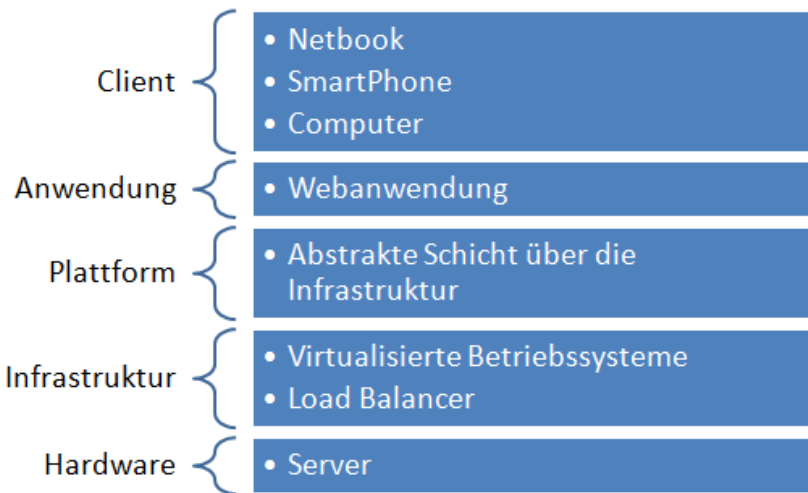 Client
• Netbook
• SmartPhone
• Computer
Anwendung
• Webanwendung
Plattform
• Abstrakte Schicht über die
Infrastruktur
Infrastruktur
• Virtualisierte Betriebssysteme
• Load Balancer
Hardware
• Server